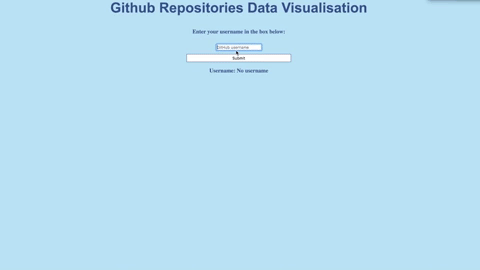 Github Repositories Data Visualisation
Enter your username in the box below:
GitHub username
Submit
Username: No username